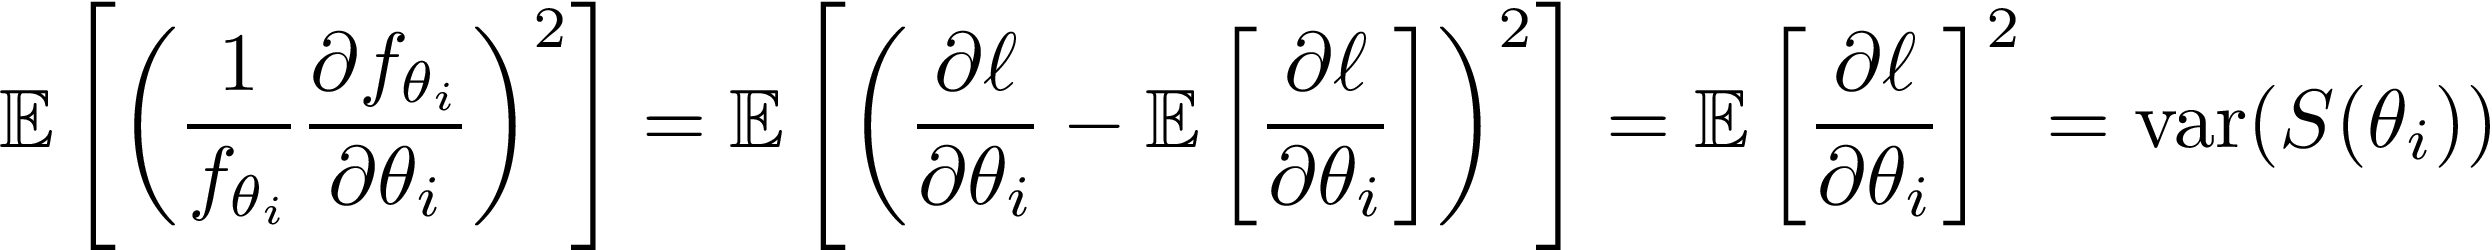 𝔼[(1/f_{θ_i} ∂f_{θ_i}/∂θ_i)^2] = 𝔼[(∂ℓ/∂θ_i − 𝔼[∂ℓ/∂θ_i])^2] = 𝔼[∂ℓ/∂θ_i]^2 = var(S(θ_i))